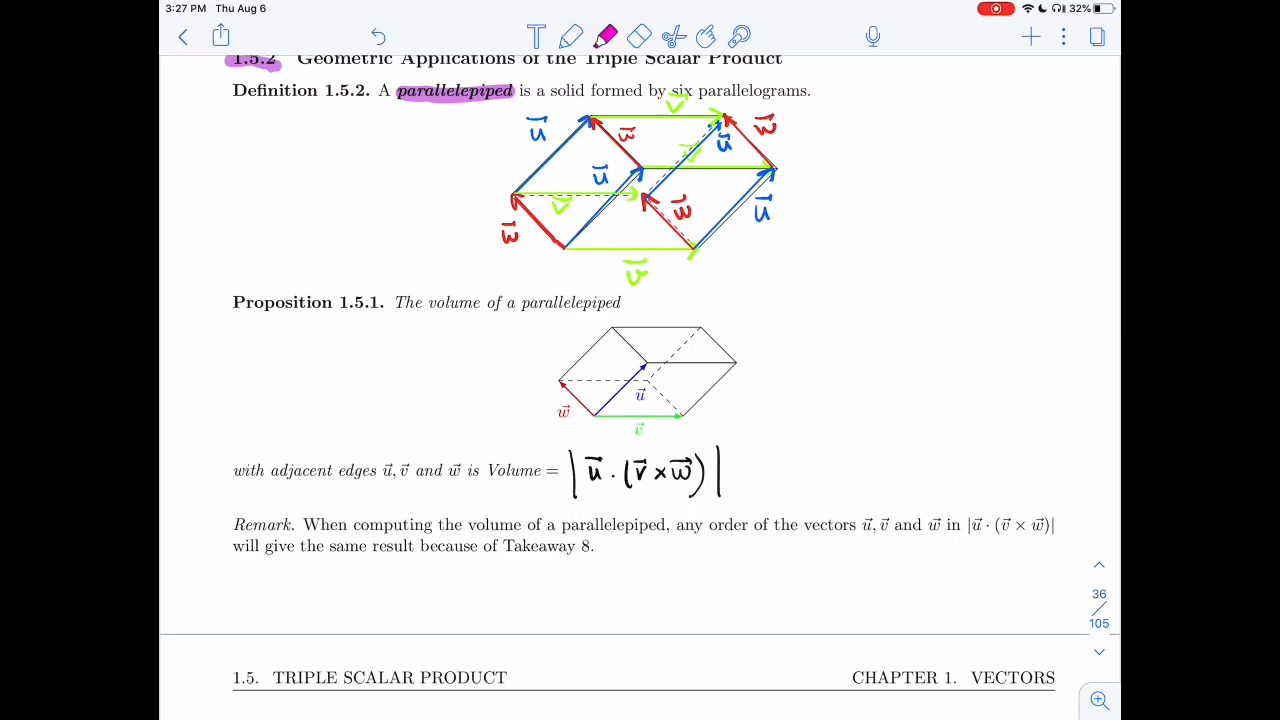 3:27 PM Thu Aug 6
32%
1.5.2 Geometric Applications of the Triple Scalar Product
Definition 1.5.2. A parallelepiped is a solid formed by six parallelograms.
v⃗
u⃗ w⃗ u⃗ w⃗
v⃗
u⃗
v⃗ w⃗ u⃗
w⃗
v⃗
Proposition 1.5.1. The volume of a parallelepiped
u⃗
w⃗
v⃗
with adjacent edges u⃗, v⃗ and w⃗ is Volume = |u⃗ · (v⃗ × w⃗)|
Remark. When computing the volume of a parallelepiped, any order of the vectors u⃗, v⃗ and w⃗ in |u⃗ · (v⃗ × w⃗)|
will give the same result because of Takeaway 8.
36
105
1.5. TRIPLE SCALAR PRODUCT CHAPTER 1. VECTORS